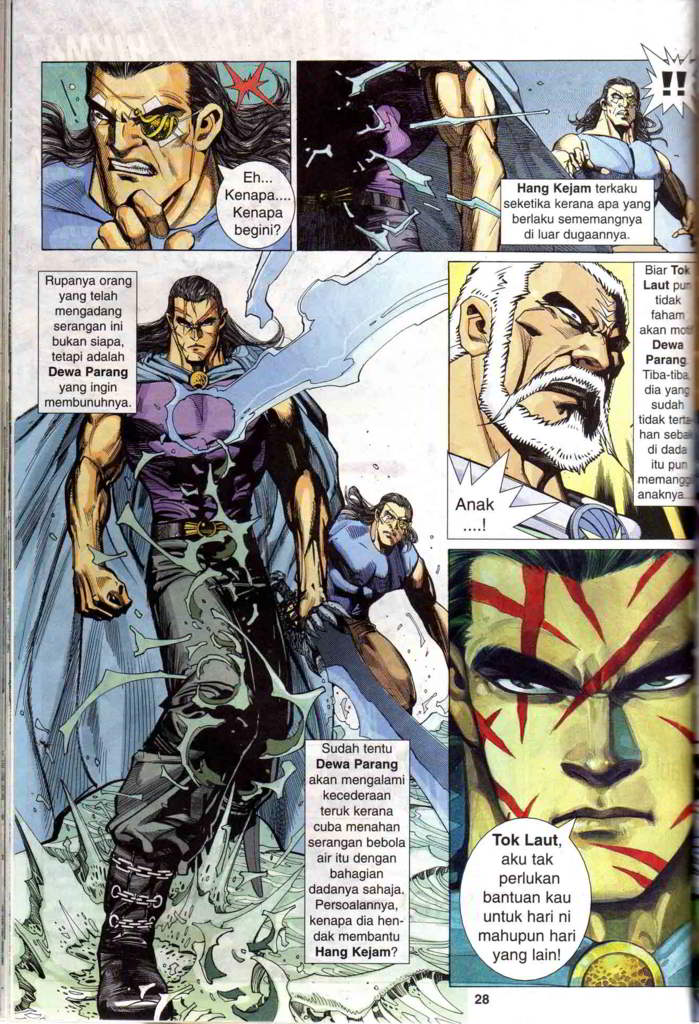 Eh...
Kenapa....
Kenapa
begini?
!!
Hang Kejam terkaku
seketika kerana apa yang
berlaku sememangnya
di luar dugaannya.
Rupanya orang
yang telah
mengadang
serangan ini
bukan siapa,
tetapi adalah
Dewa Parang
yang ingin
membunuhnya.
Biar Tok
Laut pun
tidak
faham
akan
Dewa
Parang
Tiba-tiba
dia yang
sudah
tidak
di dada
itu pun
anaknya
Anak
....!
Sudah tentu
Dewa Parang
akan mengalami
kecederaan
teruk kerana
cuba menahan
serangan bebola
air itu dengan
bahagian
dadanya sahaja.
Persoalannya,
kenapa dia hen-
dak membantu
Hang Kejam?
Tok Laut,
aku tak
perlukan
bantuan kau
untuk hari ni
mahupun hari
yang lain!
28